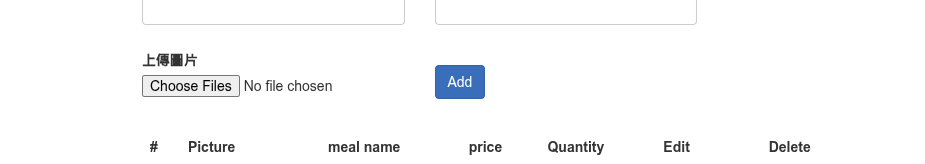 上傳圖片
Choose Files No file chosen
Add
# Picture meal name price Quantity Edit Delete